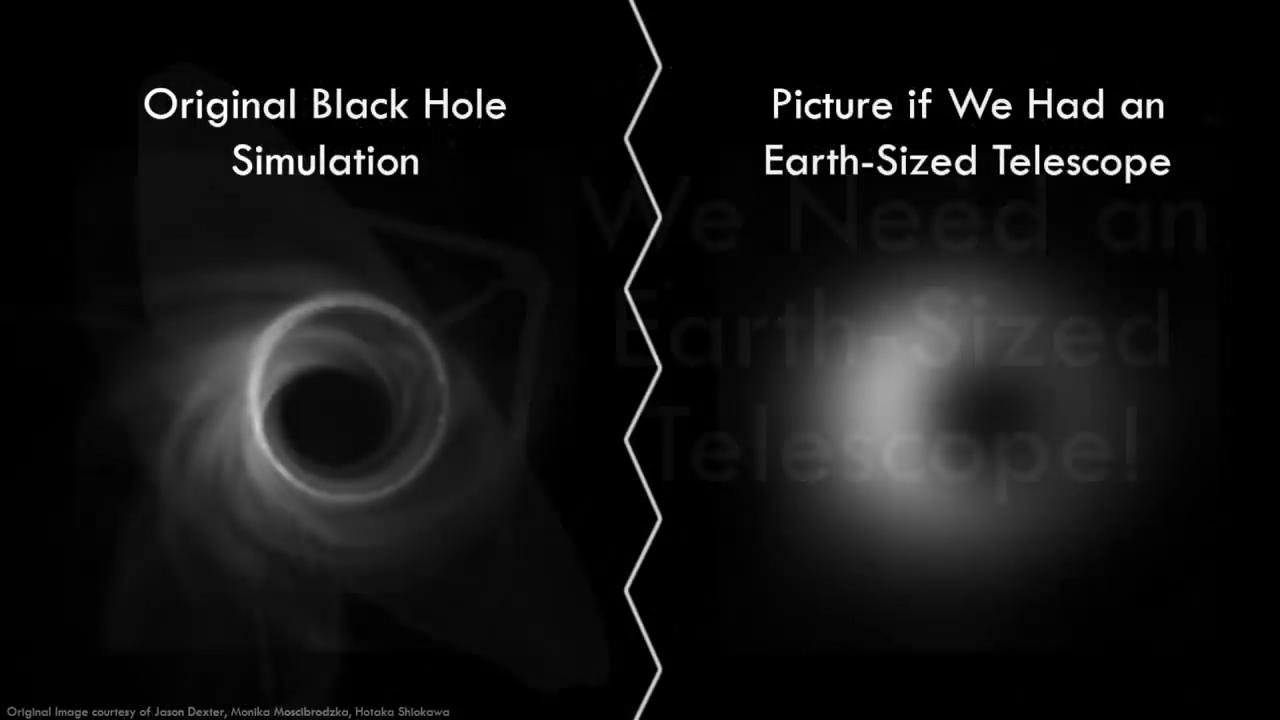 Original Black Hole
Simulation
Picture if We Had an
Earth-Sized Telescope
We Need an
Earth-Sized
Telescope!
Original Image courtesy of Jason Dexter, Monika Moscibrodzka, Hotaka Shiokawa